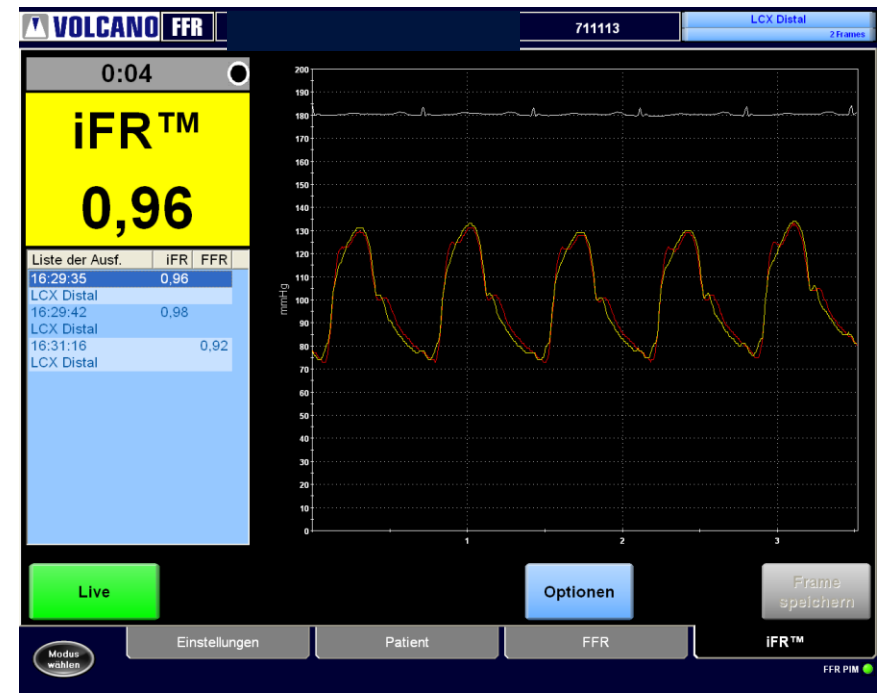 VOLCANO FFR
711113
LCX Distal
2 Frames
0:04
iFR™
0,96
Liste der Ausf. iFR FFR
16:29:35 0,96
LCX Distal
16:29:42 0,98
LCX Distal
16:31:16 0,92
LCX Distal
mmHg
200
190
180
170
160
150
140
130
120
110
100
90
80
70
60
50
40
30
20
10
0
1 2 3
Live
Optionen
Frame
speichern
Modus
wählen
Einstellungen
Patient
FFR
iFR™
FFR PIM